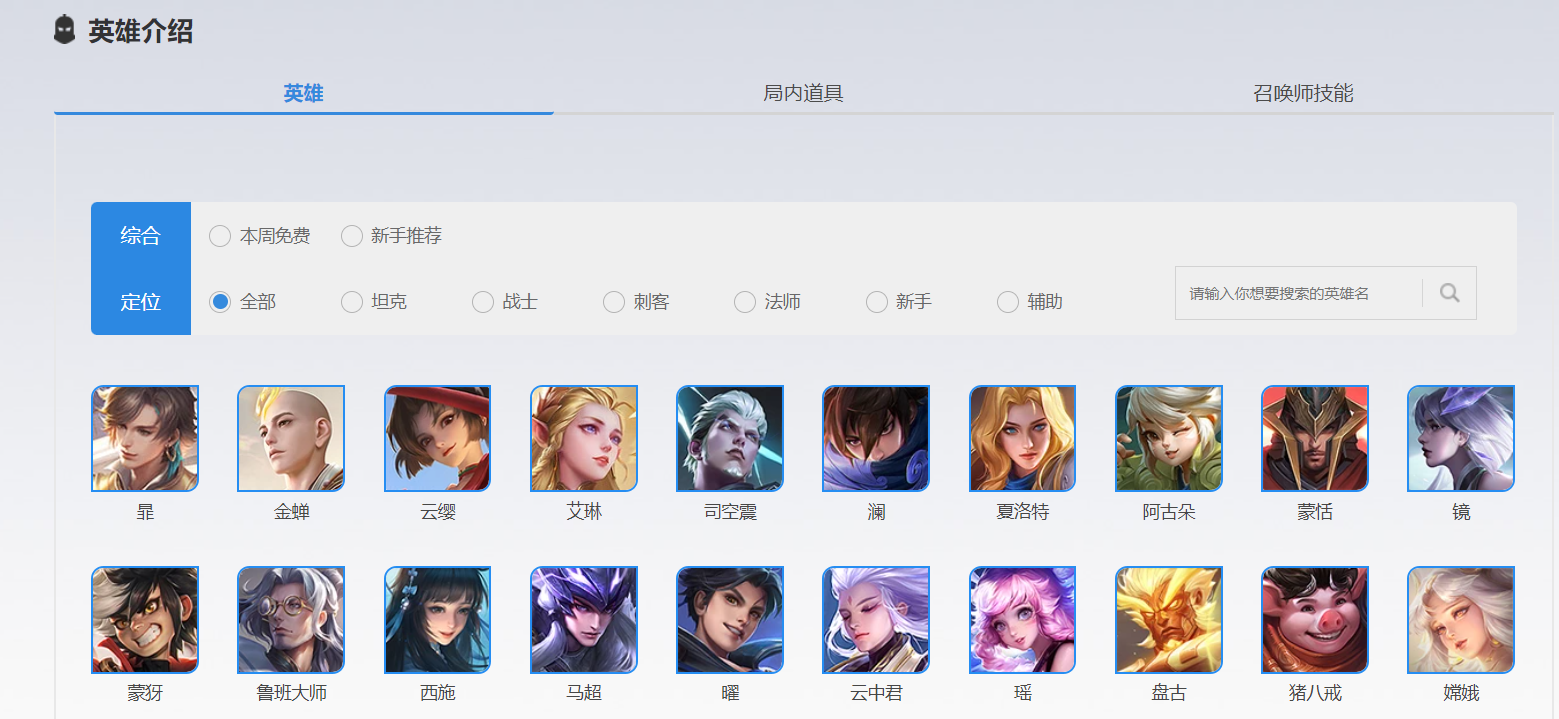 英雄介绍
英雄 局内道具 召唤师技能
综合 本周免费 新手推荐
定位 全部 坦克 战士 刺客 法师 新手 辅助 请输入你想要搜索的英雄名
暃 金蝉 云缨 艾琳 司空震 澜 夏洛特 阿古朵 蒙恬 镜
蒙犽 鲁班大师 西施 马超 曜 云中君 瑶 盘古 猪八戒 嫦娥